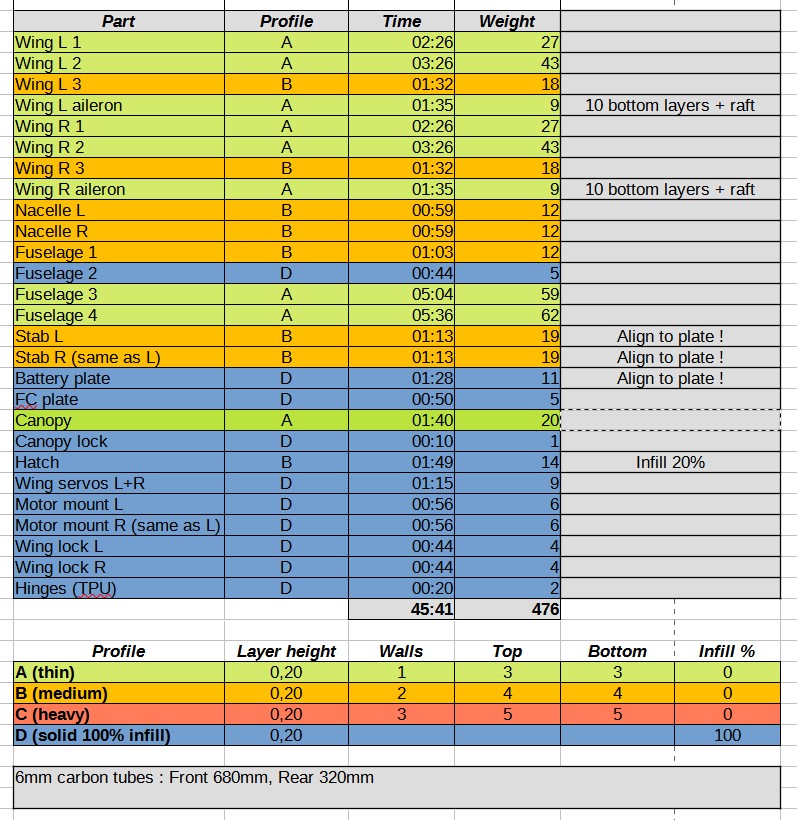 Part Profile Time Weight
Wing L 1 A 02:26 27
Wing L 2 A 03:26 43
Wing L 3 B 01:32 18
Wing L aileron A 01:35 9 10 bottom layers + raft
Wing R 1 A 02:26 27
Wing R 2 A 03:26 43
Wing R 3 B 01:32 18
Wing R aileron A 01:35 9 10 bottom layers + raft
Nacelle L B 00:59 12
Nacelle R B 00:59 12
Fuselage 1 B 01:03 12
Fuselage 2 D 00:44 5
Fuselage 3 A 05:04 59
Fuselage 4 A 05:36 62
Stab L B 01:13 19 Align to plate !
Stab R (same as L) B 01:13 19 Align to plate !
Battery plate D 01:28 11 Align to plate !
FC plate D 00:50 5
Canopy A 01:40 20
Canopy lock D 00:10 1
Hatch B 01:49 14 Infill 20%
Wing servos L+R D 01:15 9
Motor mount L D 00:56 6
Motor mount R (same as L) D 00:56 6
Wing lock L D 00:44 4
Wing lock R D 00:44 4
Hinges (TPU) D 00:20 2
45:41 476
Profile Layer height Walls Top Bottom Infill %
A (thin) 0,20 1 3 3 0
B (medium) 0,20 2 4 4 0
C (heavy) 0,20 3 5 5 0
D (solid 100% infill) 0,20 100
6mm carbon tubes : Front 680mm, Rear 320mm